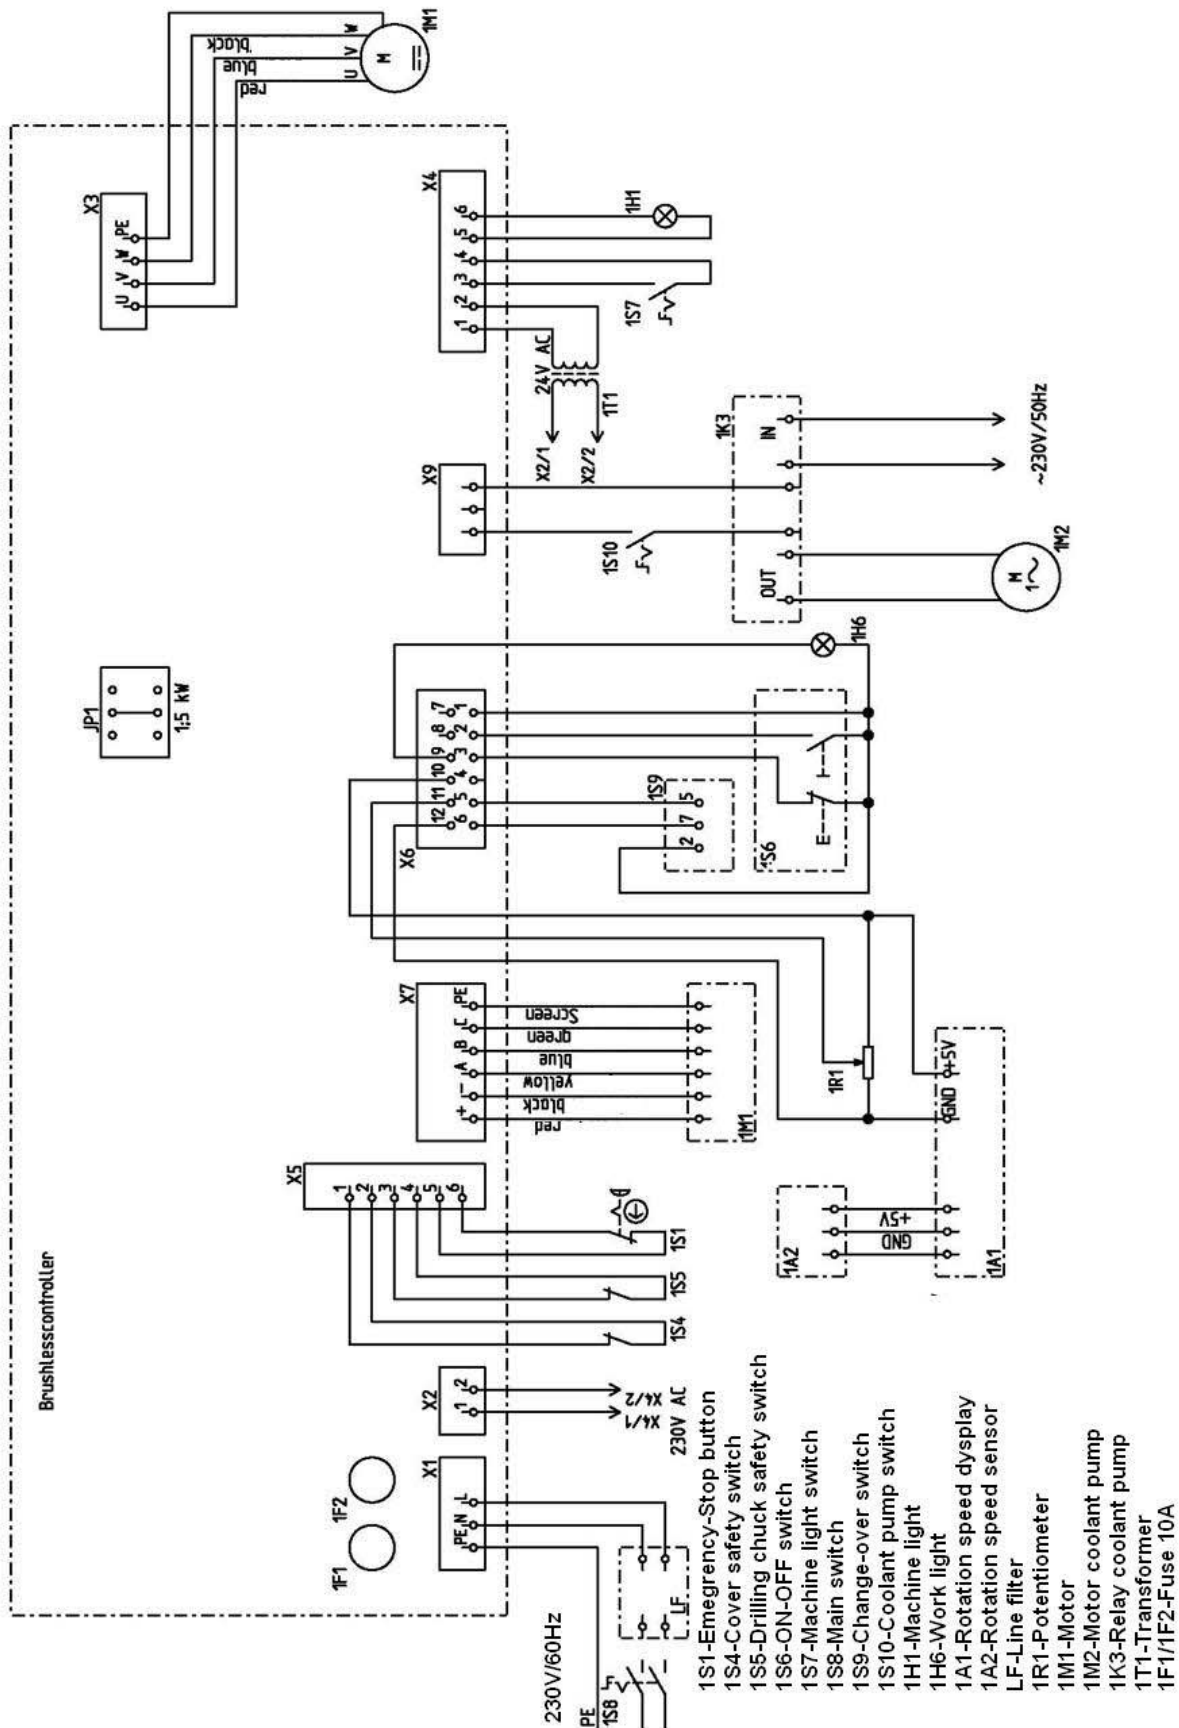 Brushlesscontroller
1F1
1F2
X1
PE
N
L
X2
1
2
X5
1
2
3
4
5
6
X7
+
–
A
B
C
PE
X6
12
11
10
9
8
7
6
5
4
3
2
1
JP1
1:5 kW
X9
X4
1
2
3
4
5
6
X3
U
V
W
PE
red
blue
black
U
V
W
M
1M1
230V/60Hz
PE
1S8
LF
X4/1
X4/2
230V AC
1S4
1S5
1S1
red
black
yellow
blue
green
Screen
1M1
1A2
GND
+5V
1A1
GND
+5V
1R1
1S9
2
7
5
1S6
E
1H6
1S10
X2/1
X2/2
24V AC
1T1
1S7
1H1
1K3
OUT
IN
M
1~
1M2
~230V/50Hz
1S1-Emegrency-Stop button
1S4-Cover safety switch
1S5-Drilling chuck safety switch
1S6-ON-OFF switch
1S7-Machine light switch
1S8-Main switch
1S9-Change-over switch
1S10-Coolant pump switch
1H1-Machine light
1H6-Work light
1A1-Rotation speed dysplay
1A2-Rotation speed sensor
LF-Line filter
1R1-Potentiometer
1M1-Motor
1M2-Motor coolant pump
1K3-Relay coolant pump
1T1-Transformer
1F1/1F2-Fuse 10A